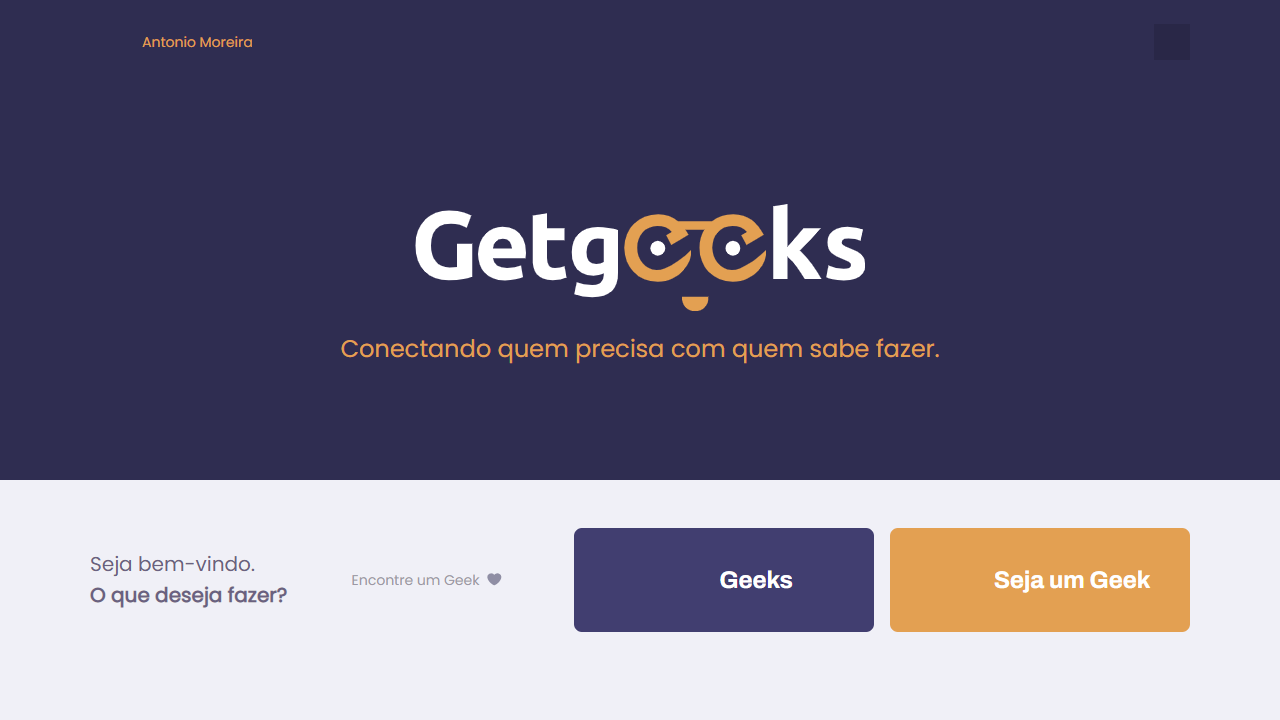 Antonio Moreira
Getgeeks
Conectando quem precisa com quem sabe fazer.
Seja bem-vindo.
O que deseja fazer?
Encontre um Geek
Geeks
Seja um Geek